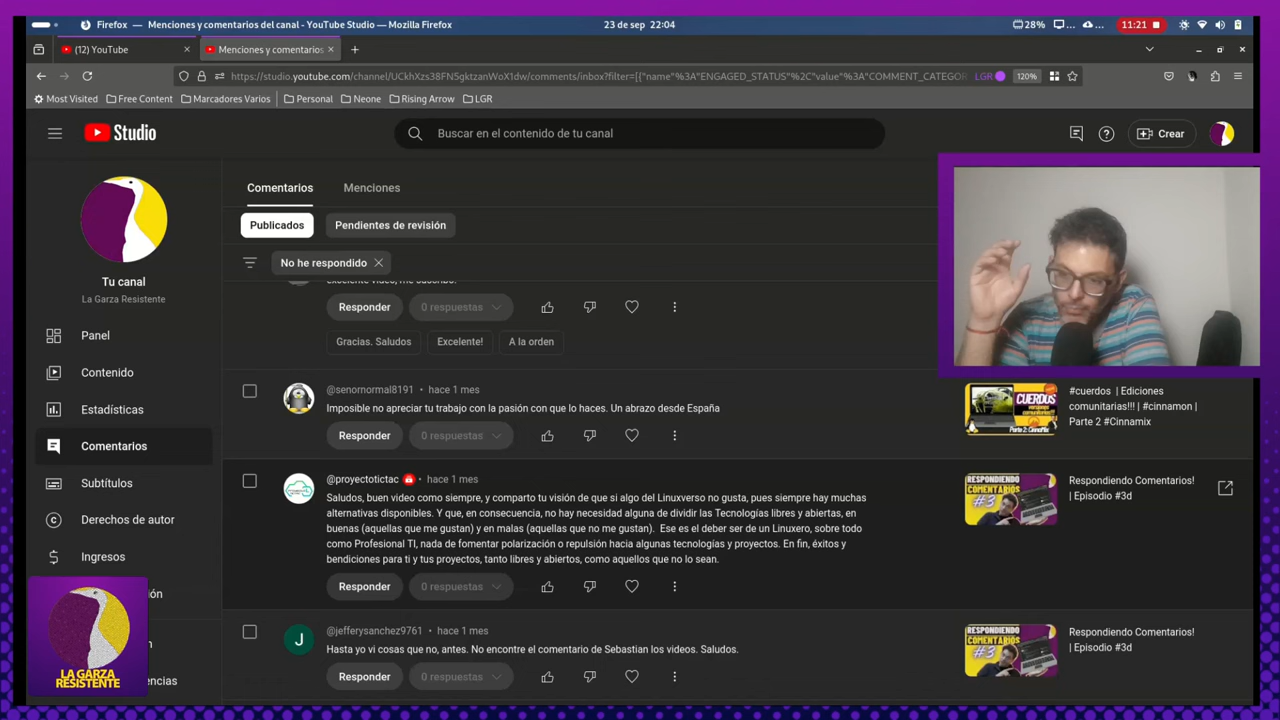 Firefox — Menciones y comentarios del canal - YouTube Studio — Mozilla Firefox
23 de sep 22:04
28%
11:21
(12) YouTube
Menciones y comentarios
https://studio.youtube.com/channel/UCkhXzs38FN5gktzanWoX1dw/comments/inbox?filter=[{"name"%3A"ENGAGED_STATUS"%2C"value"%3A"COMMENT_CATEGOR
LGR
120%
Most Visited
Free Content
Marcadores Varios
Personal
Neone
Rising Arrow
LGR
Studio
Buscar en el contenido de tu canal
Crear
Tu canal
La Garza Resistente
Panel
Contenido
Estadísticas
Comentarios
Subtítulos
Derechos de autor
Ingresos
LA GARZA
RESISTENTE
Comentarios
Menciones
Publicados
Pendientes de revisión
No he respondido
Responder
0 respuestas
Gracias. Saludos
Excelente!
A la orden
@senornormal8191 • hace 1 mes
Imposible no apreciar tu trabajo con la pasión con que lo haces. Un abrazo desde España
Responder
0 respuestas
CUERDOS
#cuerdos | Ediciones
comunitarias!!! | #cinnamon |
Parte 2 #Cinnamix
@proyectotictac • hace 1 mes
Saludos, buen video como siempre, y comparto tu visión de que si algo del Linuxverso no gusta, pues siempre hay muchas
alternativas disponibles. Y que, en consecuencia, no hay necesidad alguna de dividir las Tecnologías libres y abiertas, en
buenas (aquellas que me gustan) y en malas (aquellas que no me gustan). Ese es el deber ser de un Linuxero, sobre todo
como Profesional TI, nada de fomentar polarización o repulsión hacia algunas tecnologías y proyectos. En fin, éxitos y
bendiciones para ti y tus proyectos, tanto libres y abiertos, como aquellos que no lo sean.
Responder
0 respuestas
RESPONDIENDO
COMENTARIOS
#3
Respondiendo Comentarios!
| Episodio #3d
J
@jefferysanchez9761 • hace 1 mes
Hasta yo vi cosas que no, antes. No encontre el comentario de Sebastian los videos. Saludos.
Responder
0 respuestas
RESPONDIENDO
COMENTARIOS
#3
Respondiendo Comentarios!
| Episodio #3d